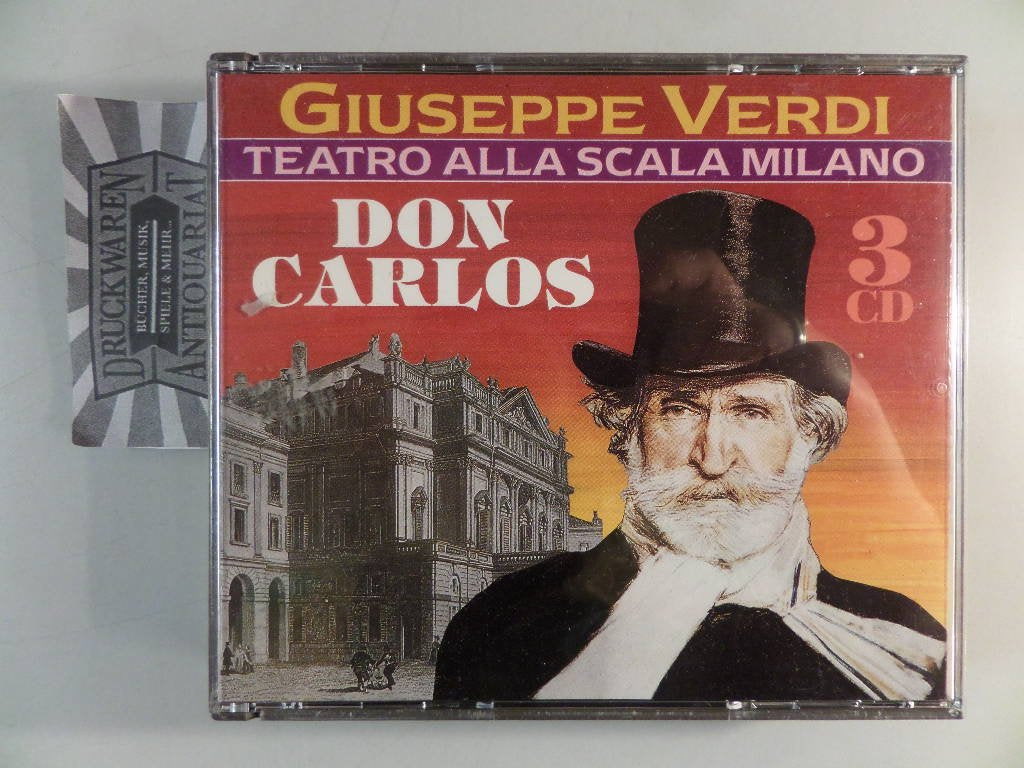 GIUSEPPE VERDI
TEATRO ALLA SCALA MILANO
DON
CARLOS
3
CD
DRUCKWAREN
BÜCHER, MUSIK,
SPIELE & MEHR...
ANTIQUARIAT